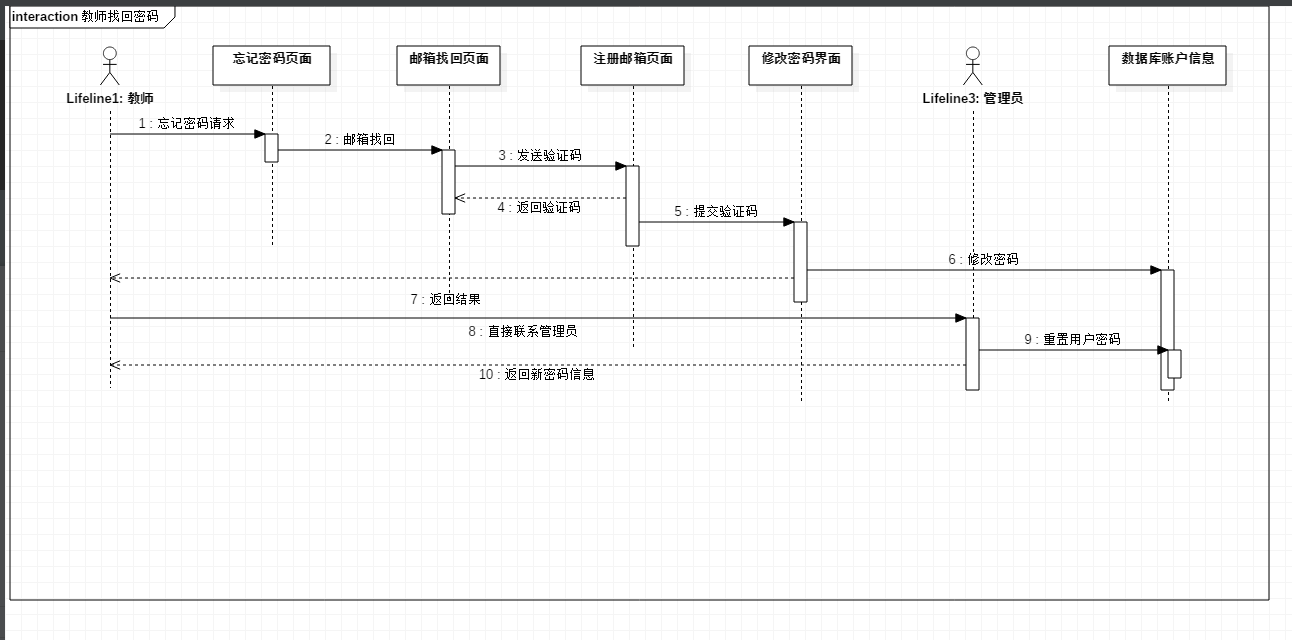 interaction 教师找回密码
忘记密码页面
邮箱找回页面
注册邮箱页面
修改密码界面
数据库账户信息
Lifeline1: 教师
Lifeline3: 管理员
1 : 忘记密码请求
2 : 邮箱找回
3 : 发送验证码
4 : 返回验证码
5 : 提交验证码
6 : 修改密码
7 : 返回结果
8 : 直接联系管理员
9 : 重置用户密码
10 : 返回新密码信息